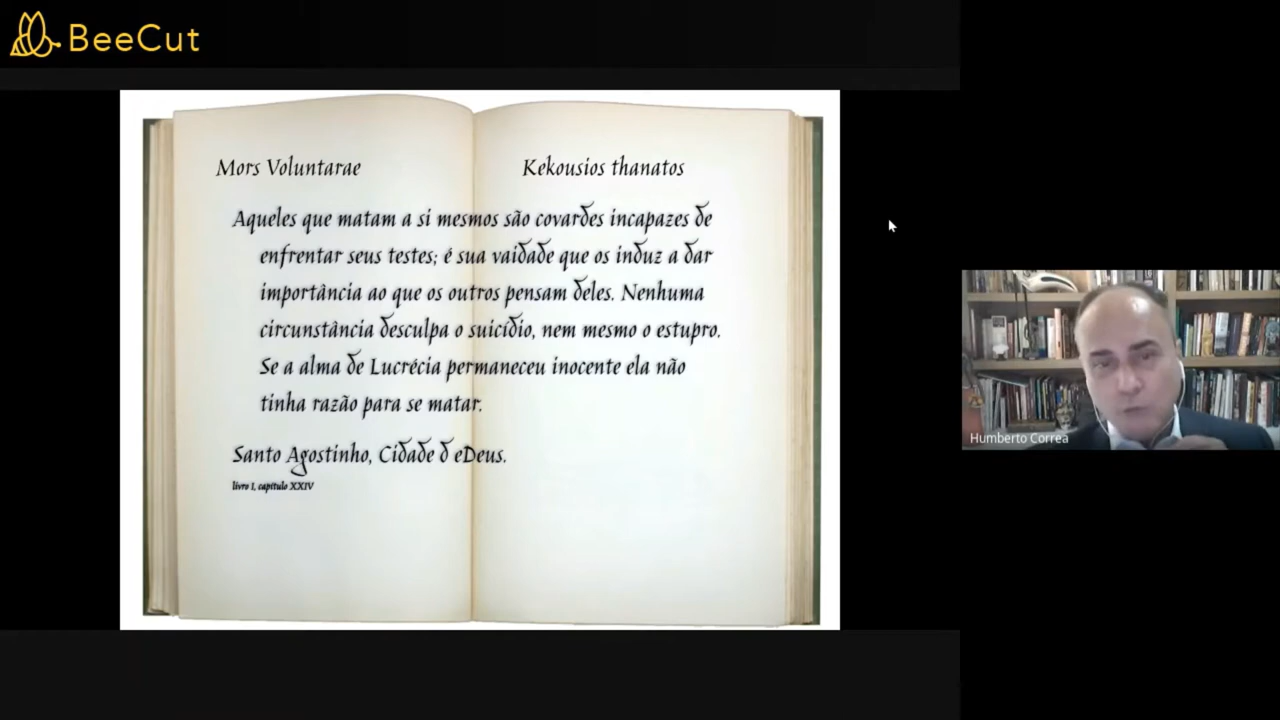 BeeCut
Mors Voluntarae
Kekousios thanatos
Aqueles que matam a si mesmos são covardes incapazes de
enfrentar seus testes; é sua vaidade que os induz a dar
importância ao que os outros pensam deles. Nenhuma
circunstância desculpa o suicídio, nem mesmo o estupro.
Se a alma de Lucrécia permaneceu inocente ela não
tinha razão para se matar.
Santo Agostinho, Cidade d eDeus.
livro I, capítulo XXIV
Humberto Correa